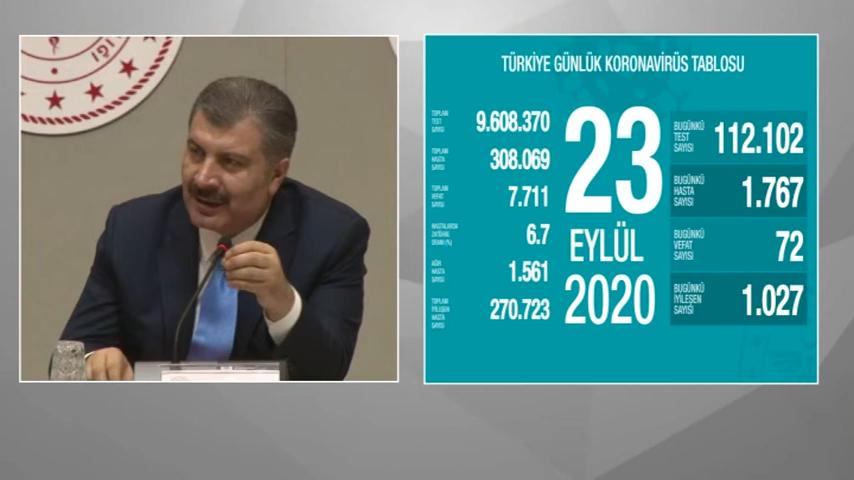 TÜRKİYE GÜNLÜK KORONAVİRÜS TABLOSU
TOPLAM
TEST
SAYISI
9.608.370
TOPLAM
HASTA
SAYISI
308.069
TOPLAM
VEFAT
SAYISI
7.711
HASTALARDA
ZATÜRRE
ORANI (%)
6.7
AĞIR
HASTA
SAYISI
1.561
TOPLAM
İYİLEŞEN
HASTA
SAYISI
270.723
23
EYLÜL
2020
BUGÜNKÜ
TEST
SAYISI
112.102
BUGÜNKÜ
HASTA
SAYISI
1.767
BUGÜNKÜ
VEFAT
SAYISI
72
BUGÜNKÜ
İYİLEŞEN
SAYISI
1.027